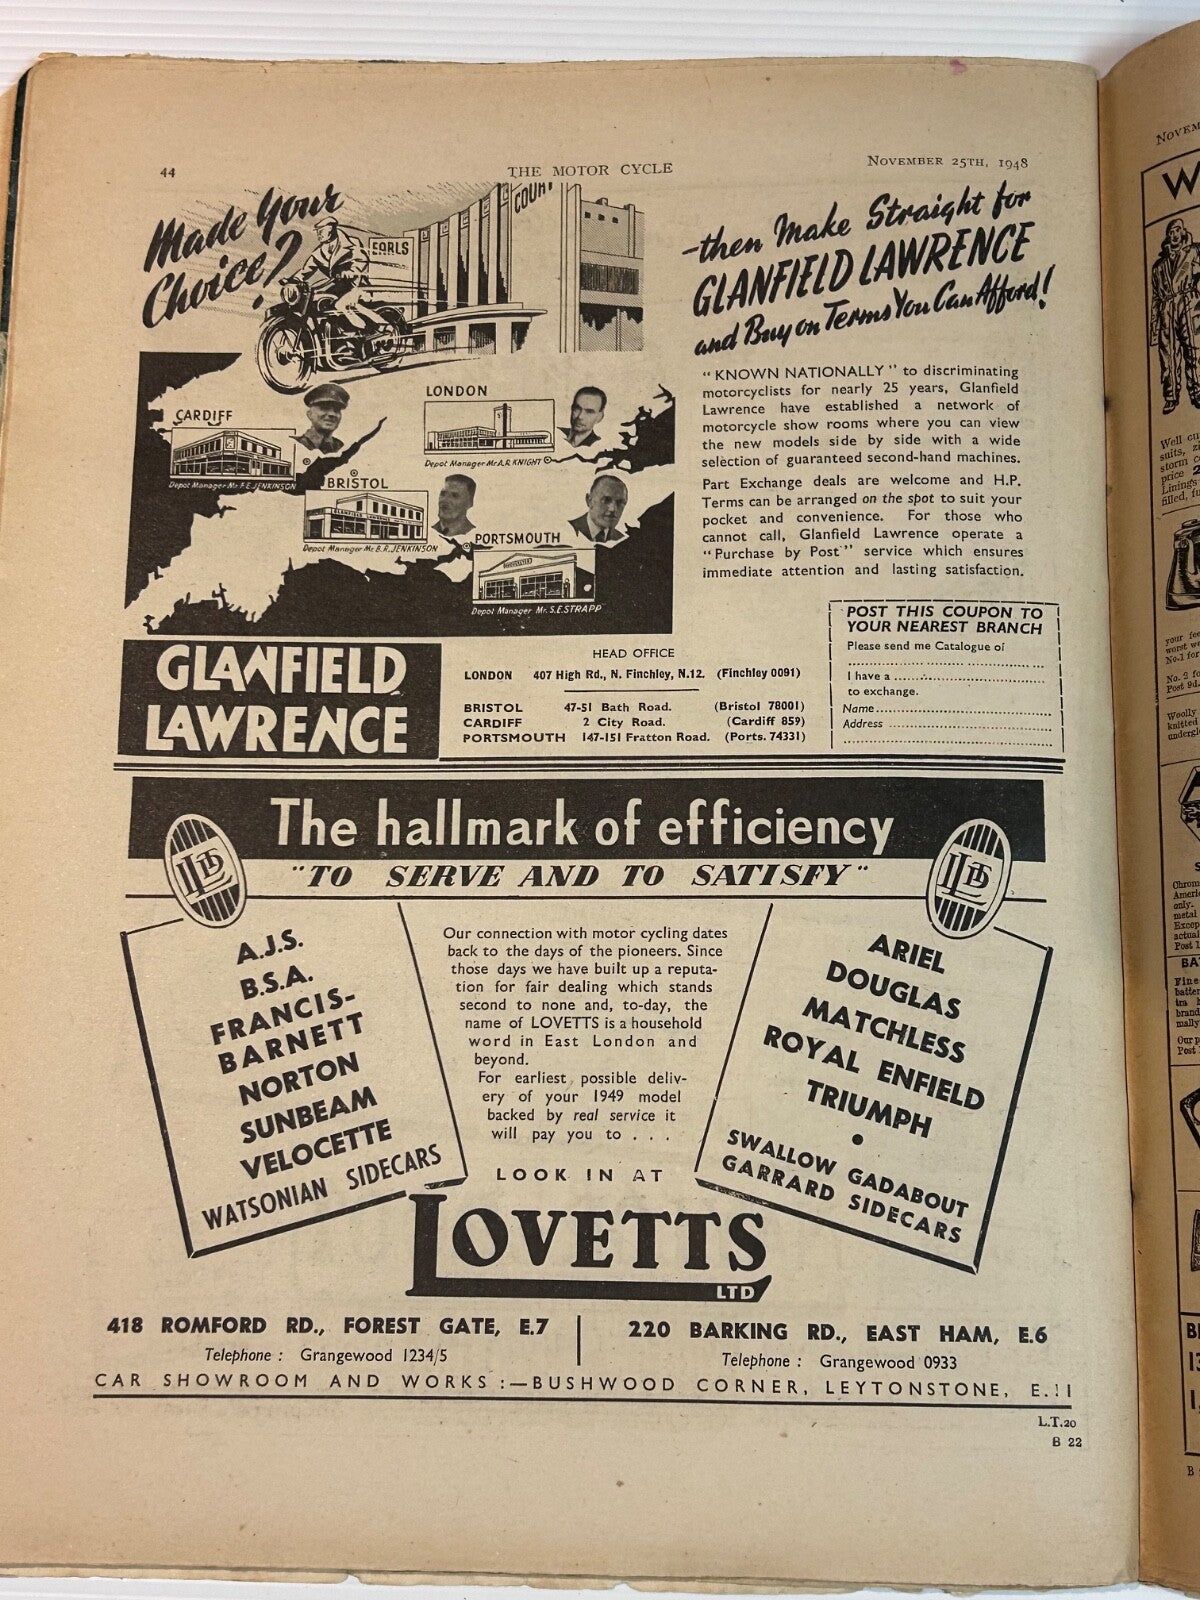 44
THE MOTOR CYCLE
NOVEMBER 25TH, 1948
Made Your
Choice?
EARLS
COURT
-then Make Straight for
GLANFIELD LAWRENCE
and Buy on Terms You Can Afford!
CARDIFF
Depot Manager Mr F.E. JENKINSON
LONDON
Depot Manager Mr A.R. KNIGHT
BRISTOL
GLANFIELD LAWRENCE
Depot Manager Mr. B.R. JENKINSON
PORTSMOUTH
Depot Manager Mr. S.E. STRAPP
"KNOWN NATIONALLY" to discriminating
motorcyclists for nearly 25 years, Glanfield
Lawrence have established a network of
motorcycle show rooms where you can view
the new models side by side with a wide
selection of guaranteed second-hand machines.
Part Exchange deals are welcome and H.P.
Terms can be arranged on the spot to suit your
pocket and convenience. For those who
cannot call, Glanfield Lawrence operate a
"Purchase by Post" service which ensures
immediate attention and lasting satisfaction.
GLANFIELD
LAWRENCE
HEAD OFFICE
LONDON 407 High Rd., N. Finchley, N.12. (Finchley 0091)
BRISTOL 47-51 Bath Road. (Bristol 78001)
CARDIFF 2 City Road. (Cardiff 859)
PORTSMOUTH 147-151 Fratton Road. (Ports. 74331)
POST THIS COUPON TO
YOUR NEAREST BRANCH
Please send me Catalogue of
I have a
to exchange.
Name
Address
The hallmark of efficiency
"TO SERVE AND TO SATISFY"
LLTD
LLTD
A.J.S.
B.S.A.
FRANCIS-
BARNETT
NORTON
SUNBEAM
VELOCETTE
WATSONIAN SIDECARS
Our connection with motor cycling dates
back to the days of the pioneers. Since
those days we have built up a reputa-
tion for fair dealing which stands
second to none and, to-day, the
name of LOVETTS is a household
word in East London and
beyond.
For earliest possible deliv-
ery of your 1949 model
backed by real service it
will pay you to . . .
LOOK IN AT
LOVETTS
LTD
ARIEL
DOUGLAS
MATCHLESS
ROYAL ENFIELD
TRIUMPH
•
SWALLOW GADABOUT
GARRARD SIDECARS
418 ROMFORD RD., FOREST GATE, E.7
Telephone : Grangewood 1234/5
220 BARKING RD., EAST HAM, E.6
Telephone : Grangewood 0933
CAR SHOWROOM AND WORKS :—BUSHWOOD CORNER, LEYTONSTONE, E.11
L.T.20
B 22